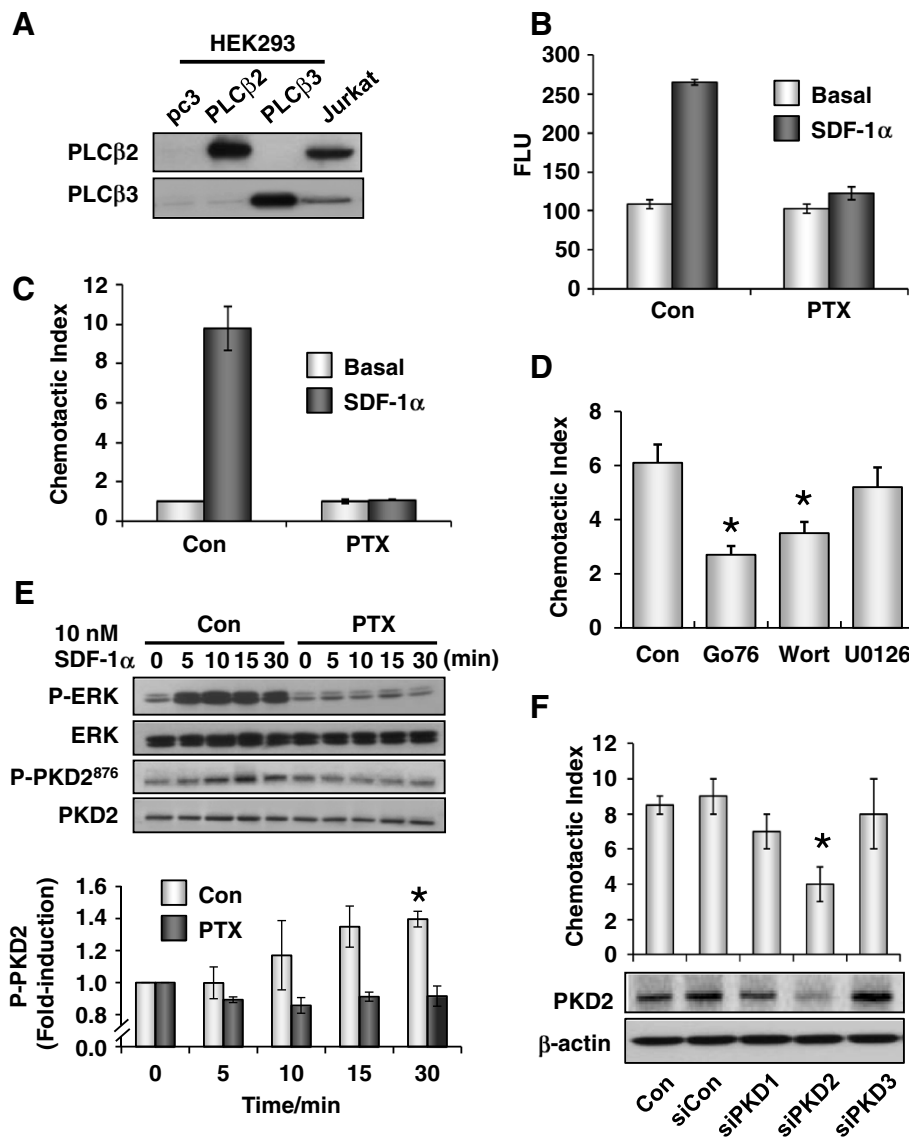 A
HEK293
pc3 PLCβ2 PLCβ3 Jurkat
PLCβ2
PLCβ3
B
FLU
300
250
200
150
100
50
0
Basal
SDF-1α
Con PTX
C
Chemotactic Index
12
10
8
6
4
2
0
Basal
SDF-1α
Con PTX
D
Chemotactic Index
8
6
4
2
0
* *
Con Go76 Wort U0126
E
10 nM Con PTX
SDF-1α 0 5 10 15 30 0 5 10 15 30 (min)
P-ERK
ERK
P-PKD2⁸⁷⁶
PKD2
P-PKD2
(Fold-induction)
1.6
1.4
1.2
1.0
0.8
0.0
Con
PTX
*
0 5 10 15 30
Time/min
F
Chemotactic Index
12
10
8
6
4
2
0
*
PKD2
β-actin
Con siCon siPKD1 siPKD2 siPKD3